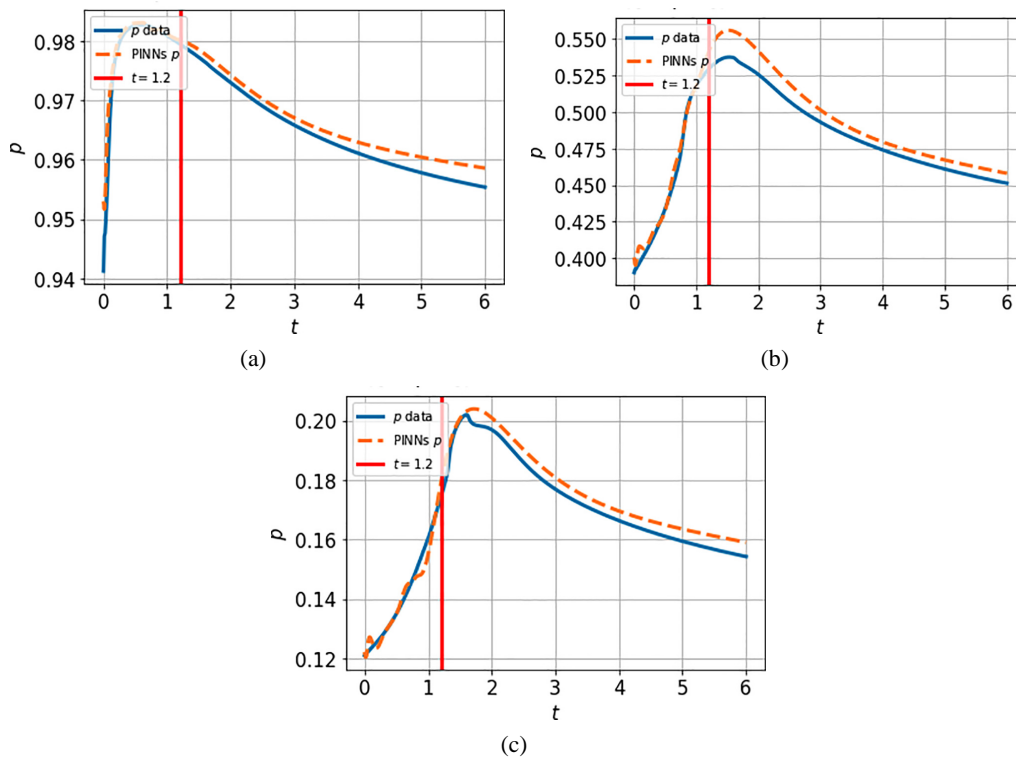 p data
PINNs p
t = 1.2
0.98
0.97
0.96
0.95
0.94
p
0 1 2 3 4 5 6
t
(a)
p data
PINNs p
t = 1.2
0.550
0.525
0.500
0.475
0.450
0.425
0.400
p
0 1 2 3 4 5 6
t
(b)
p data
PINNs p
t = 1.2
0.20
0.18
0.16
0.14
0.12
p
0 1 2 3 4 5 6
t
(c)